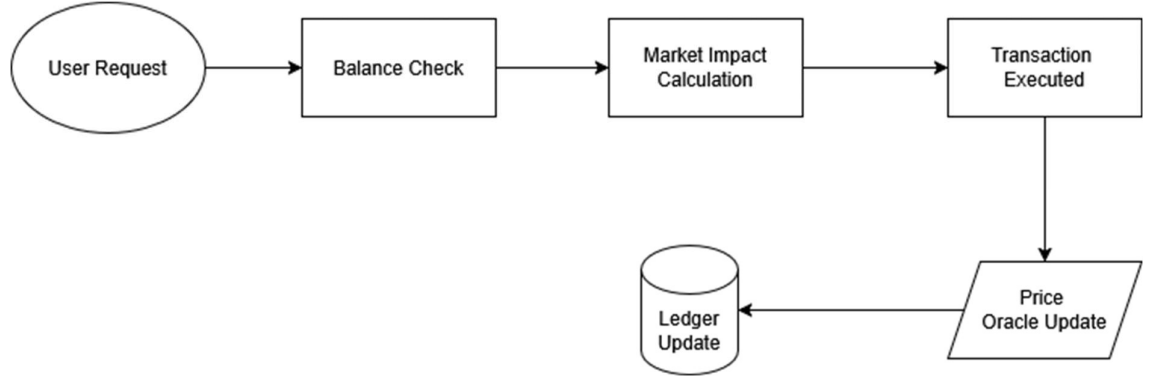 User Request
Balance Check
Market Impact
Calculation
Transaction
Executed
Price
Oracle Update
Ledger
Update